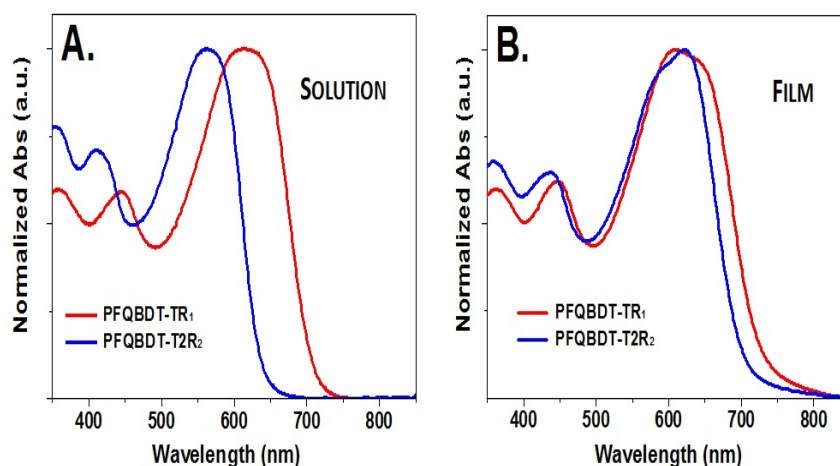 A.
SOLUTION
Normalized Abs (a.u.)
PFQBDT-TR₁
PFQBDT-T2R₂
400 500 600 700 800
Wavelength (nm)
B.
FILM
Normalized Abs (a.u.)
PFQBDT-TR₁
PFQBDT-T2R₂
400 500 600 700 800
Wavelength (nm)